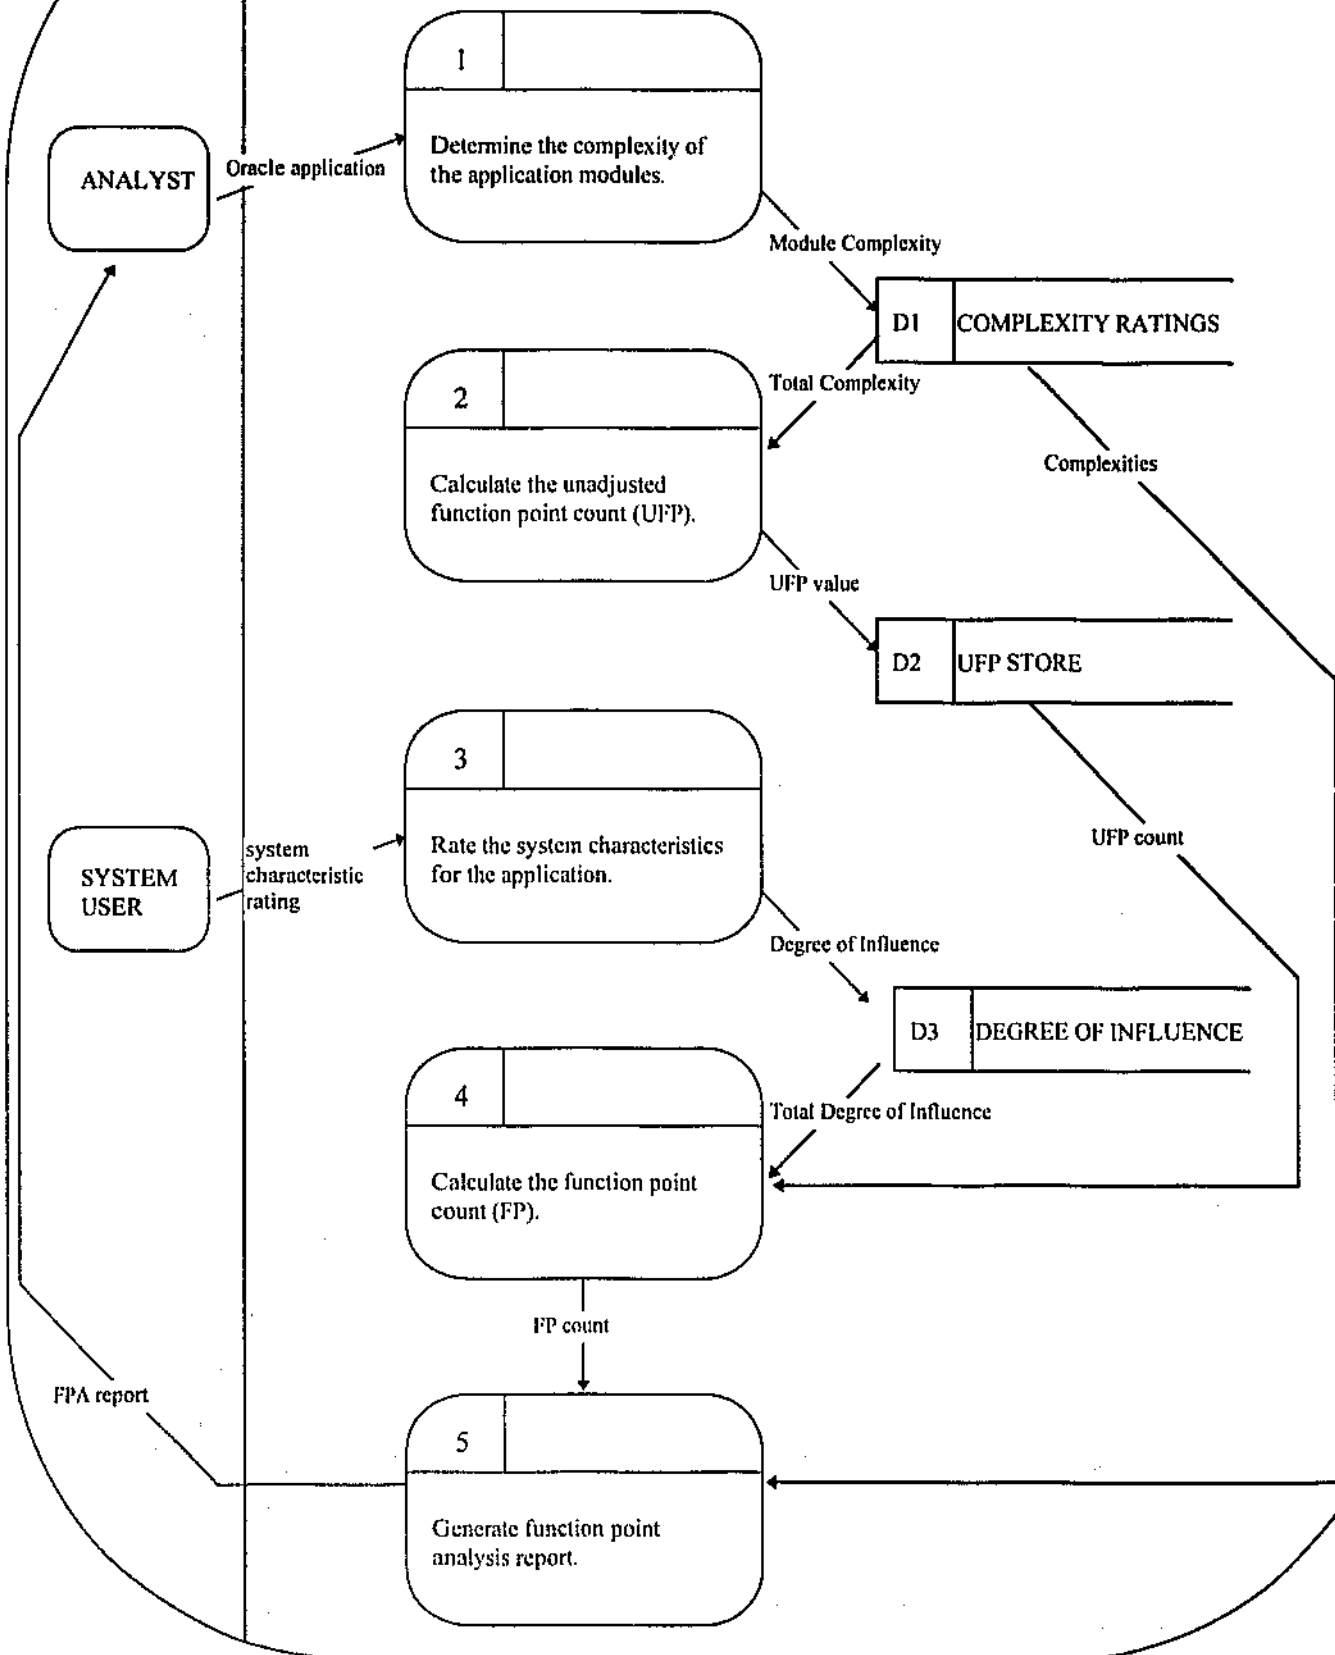 1
Determine the complexity of
the application modules.
ANALYST
Oracle application
Module Complexity
D1
COMPLEXITY RATINGS
Total Complexity
2
Calculate the unadjusted
function point count (UFP).
Complexities
UFP value
D2
UFP STORE
3
Rate the system characteristics
for the application.
SYSTEM
USER
system
characteristic
rating
UFP count
Degree of Influence
D3
DEGREE OF INFLUENCE
Total Degree of Influence
4
Calculate the function point
count (FP).
FP count
FPA report
5
Generate function point
analysis report.